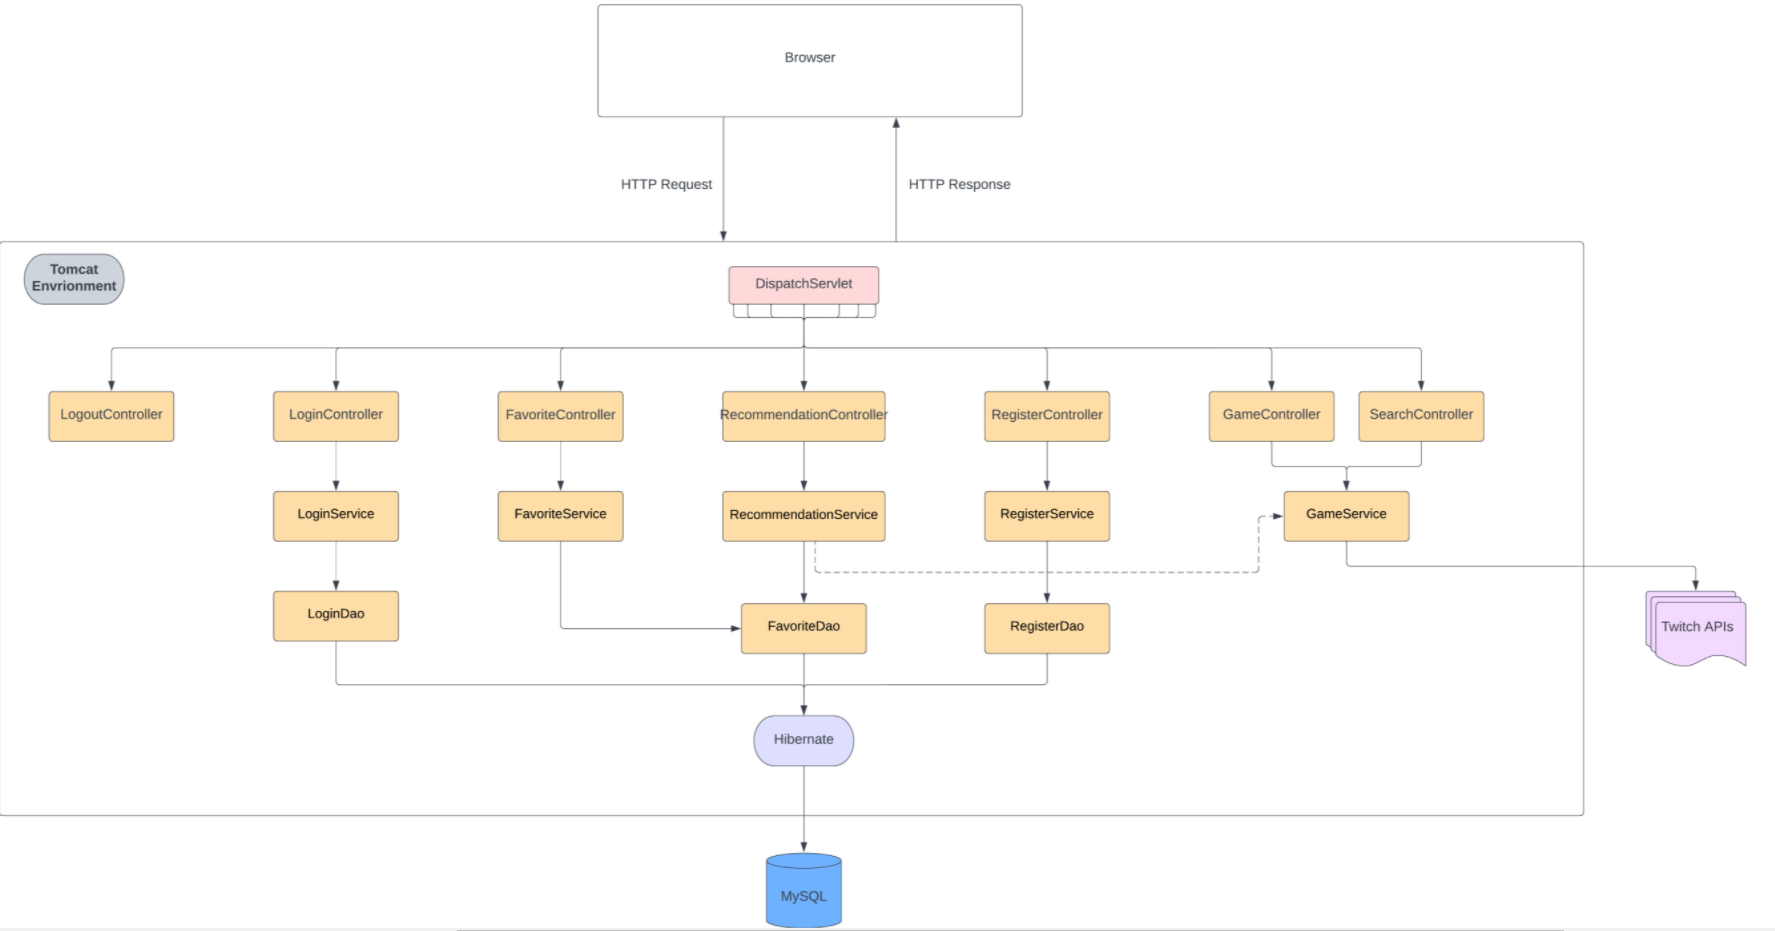 Browser
HTTP Request
HTTP Response
Tomcat
Envrionment
DispatchServlet
LogoutController
LoginController
FavoriteController
RecommendationController
RegisterController
GameController
SearchController
LoginService
FavoriteService
RecommendationService
RegisterService
GameService
LoginDao
FavoriteDao
RegisterDao
Twitch APIs
Hibernate
MySQL